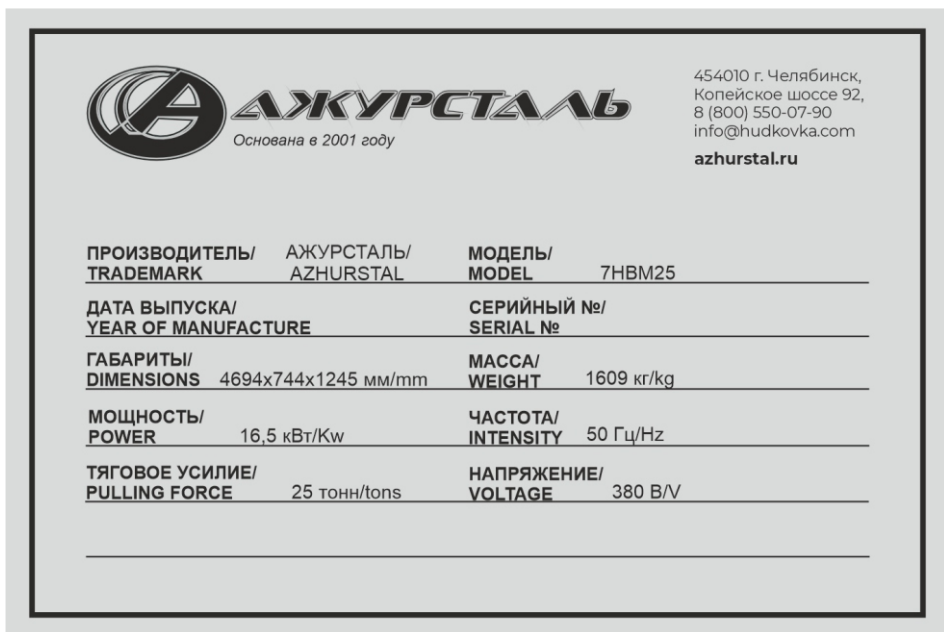 АЖУРСТАЛЬ
Основана в 2001 году
454010 г. Челябинск,
Копейское шоссе 92,
8 (800) 550-07-90
info@hudkovka.com
azhurstal.ru
ПРОИЗВОДИТЕЛЬ/ АЖУРСТАЛЬ/
TRADEMARK AZHURSTAL
МОДЕЛЬ/
MODEL 7НВМ25
ДАТА ВЫПУСКА/
YEAR OF MANUFACTURE
СЕРИЙНЫЙ №/
SERIAL №
ГАБАРИТЫ/
DIMENSIONS 4694х744х1245 мм/mm
МАССА/
WEIGHT 1609 кг/kg
МОЩНОСТЬ/
POWER 16,5 кВт/Kw
ЧАСТОТА/
INTENSITY 50 Гц/Hz
ТЯГОВОЕ УСИЛИЕ/
PULLING FORCE 25 тонн/tons
НАПРЯЖЕНИЕ/
VOLTAGE 380 В/V